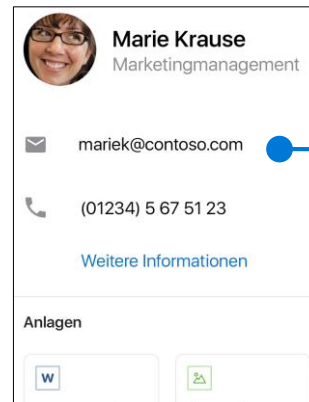 Marie Krause
Marketingmanagement
mariek@contoso.com
(01234) 5 67 51 23
Weitere Informationen
Anlagen
W